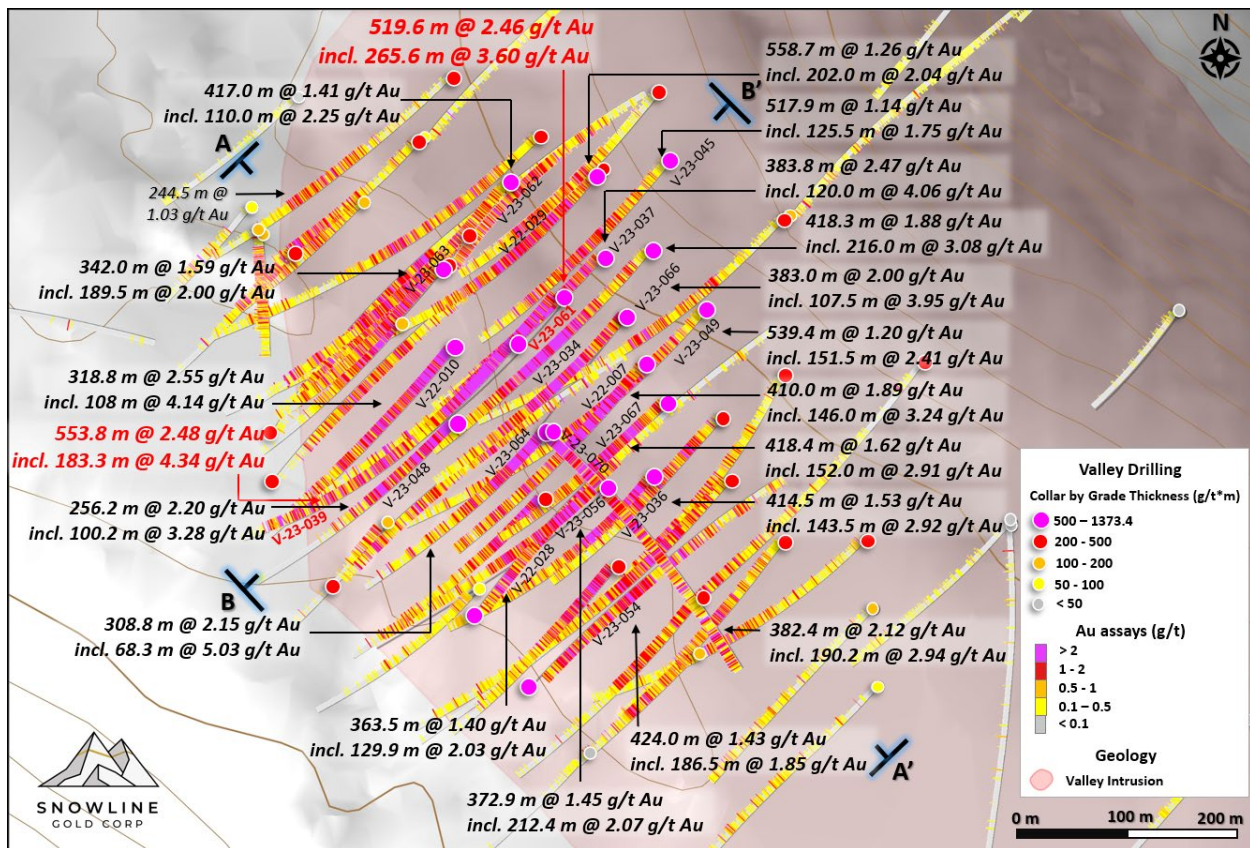 519.6 m @ 2.46 g/t Au
incl. 265.6 m @ 3.60 g/t Au
417.0 m @ 1.41 g/t Au
incl. 110.0 m @ 2.25 g/t Au
558.7 m @ 1.26 g/t Au
incl. 202.0 m @ 2.04 g/t Au
517.9 m @ 1.14 g/t Au
incl. 125.5 m @ 1.75 g/t Au
383.8 m @ 2.47 g/t Au
incl. 120.0 m @ 4.06 g/t Au
418.3 m @ 1.88 g/t Au
incl. 216.0 m @ 3.08 g/t Au
383.0 m @ 2.00 g/t Au
incl. 107.5 m @ 3.95 g/t Au
539.4 m @ 1.20 g/t Au
incl. 151.5 m @ 2.41 g/t Au
410.0 m @ 1.89 g/t Au
incl. 146.0 m @ 3.24 g/t Au
418.4 m @ 1.62 g/t Au
incl. 152.0 m @ 2.91 g/t Au
414.5 m @ 1.53 g/t Au
incl. 143.5 m @ 2.92 g/t Au
382.4 m @ 2.12 g/t Au
incl. 190.2 m @ 2.94 g/t Au
424.0 m @ 1.43 g/t Au
incl. 186.5 m @ 1.85 g/t Au
A
B'
N
244.5 m @
1.03 g/t Au
342.0 m @ 1.59 g/t Au
incl. 189.5 m @ 2.00 g/t Au
318.8 m @ 2.55 g/t Au
incl. 108 m @ 4.14 g/t Au
553.8 m @ 2.48 g/t Au
incl. 183.3 m @ 4.34 g/t Au
256.2 m @ 2.20 g/t Au
incl. 100.2 m @ 3.28 g/t Au
B
308.8 m @ 2.15 g/t Au
incl. 68.3 m @ 5.03 g/t Au
363.5 m @ 1.40 g/t Au
incl. 129.9 m @ 2.03 g/t Au
372.9 m @ 1.45 g/t Au
incl. 212.4 m @ 2.07 g/t Au
A'
V-23-045
V-23-062
V-22-029
V-23-037
V-23-063
V-23-066
V-23-061
V-23-049
V-23-034
V-22-010
V-22-007
V-23-067
V-23-064
V-23-070
V-23-048
V-23-039
V-23-056
V-23-036
V-22-028
V-23-054
Valley Drilling
Collar by Grade Thickness (g/t*m)
500 – 1373.4
200 - 500
100 - 200
50 - 100
< 50
Au assays (g/t)
> 2
1 - 2
0.5 - 1
0.1 – 0.5
< 0.1
Geology
Valley Intrusion
0 m
100 m
200 m
SNOWLINE
GOLD CORP